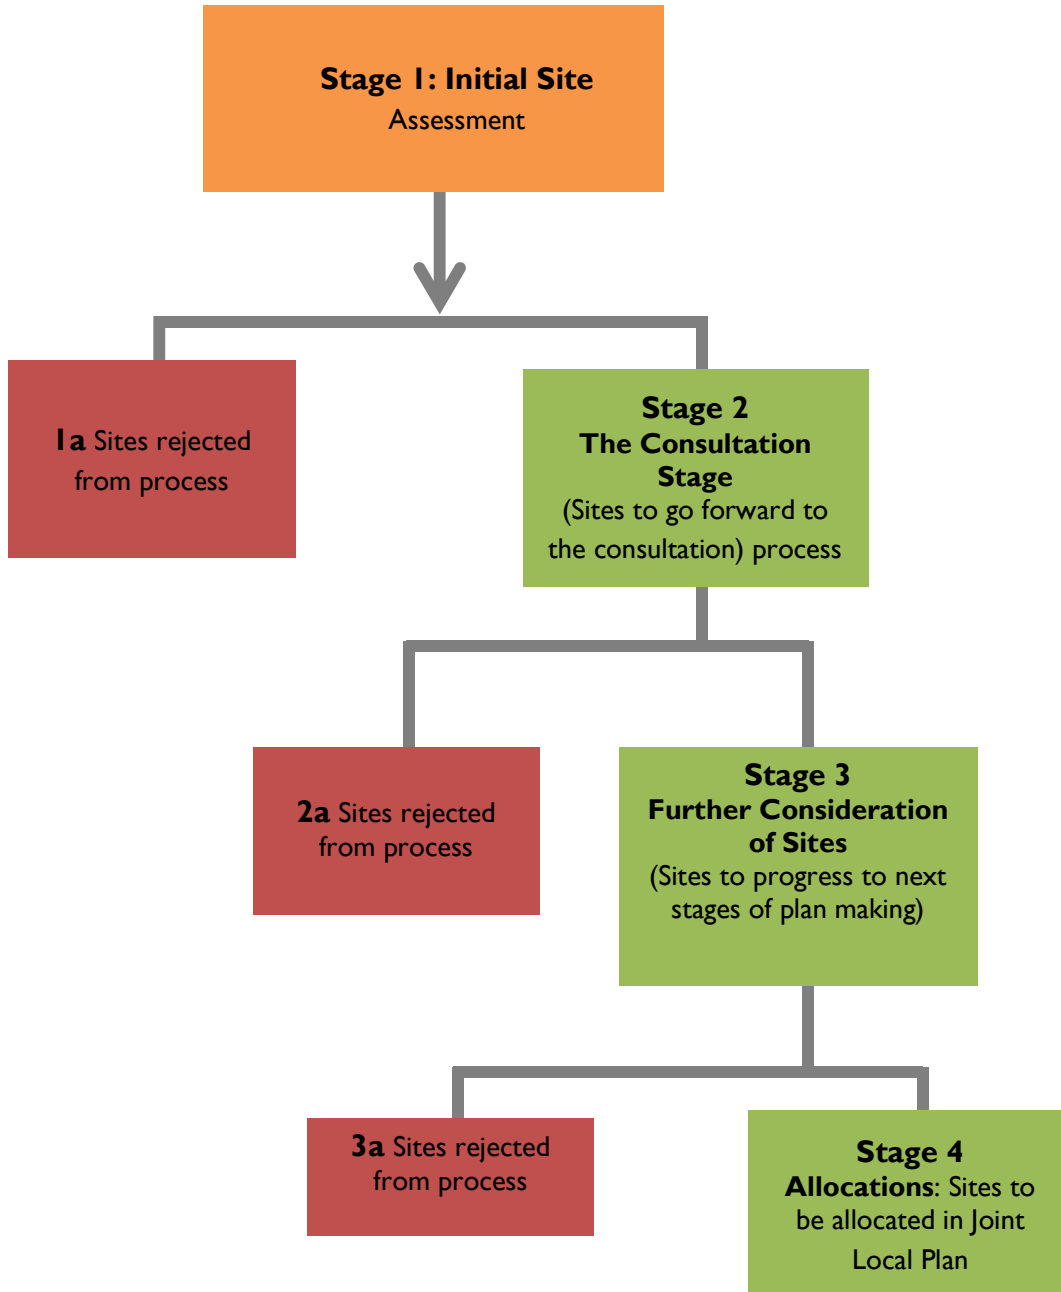 Stage 1: Initial Site
Assessment
1a Sites rejected
from process
Stage 2
The Consultation
Stage
(Sites to go forward to
the consultation) process
2a Sites rejected
from process
Stage 3
Further Consideration
of Sites
(Sites to progress to next
stages of plan making)
3a Sites rejected
from process
Stage 4
Allocations: Sites to
be allocated in Joint
Local Plan